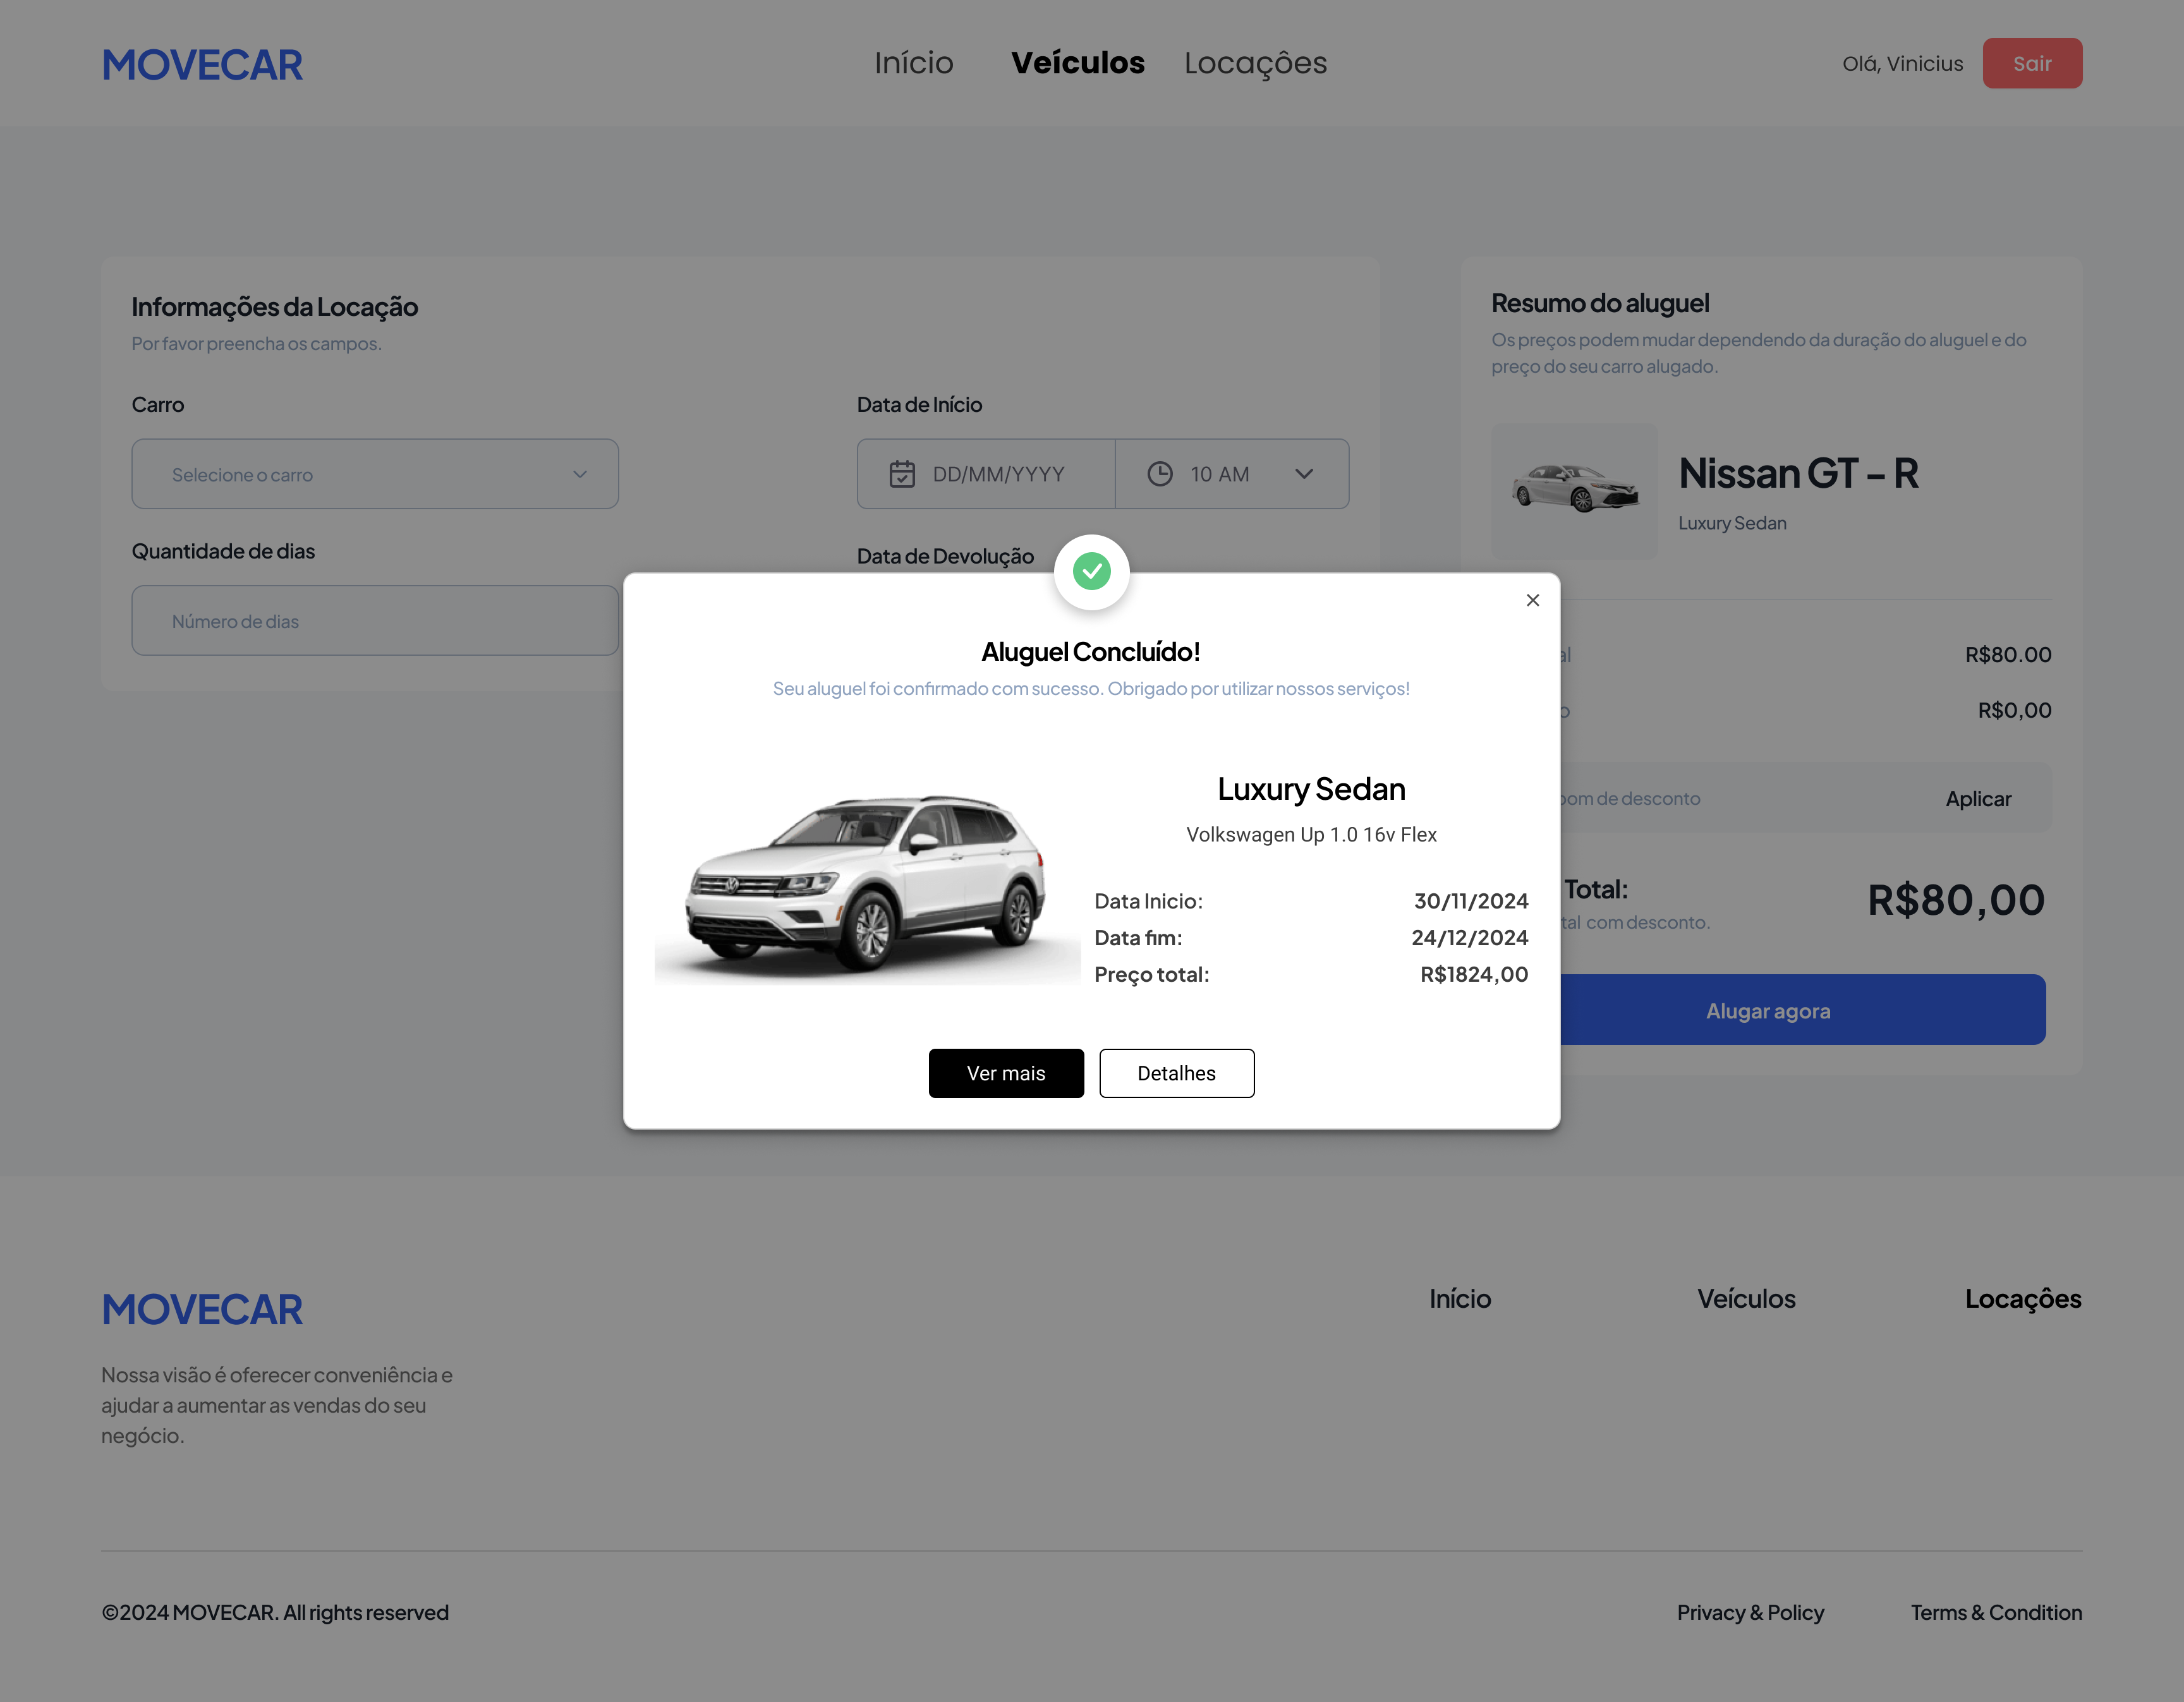 MOVECAR
Início Veículos Locações
Olá, Vinicius Sair
Informações da Locação
Por favor preencha os campos.
Carro
Selecione o carro
Quantidade de dias
Número de dias
Data de Início
DD/MM/YYYY 10 AM
Data de Devolução
Resumo do aluguel
Os preços podem mudar dependendo da duração do aluguel e do
preço do seu carro alugado.
Nissan GT – R
Luxury Sedan
R$80.00
R$0,00
de desconto Aplicar
Total: R$80,00
com desconto.
Alugar agora
Aluguel Concluído!
Seu aluguel foi confirmado com sucesso. Obrigado por utilizar nossos serviços!
Luxury Sedan
Volkswagen Up 1.0 16v Flex
Data Inicio: 30/11/2024
Data fim: 24/12/2024
Preço total: R$1824,00
Ver mais Detalhes
MOVECAR
Nossa visão é oferecer conveniência e
ajudar a aumentar as vendas do seu
negócio.
Início Veículos Locações
©2024 MOVECAR. All rights reserved
Privacy & Policy Terms & Condition